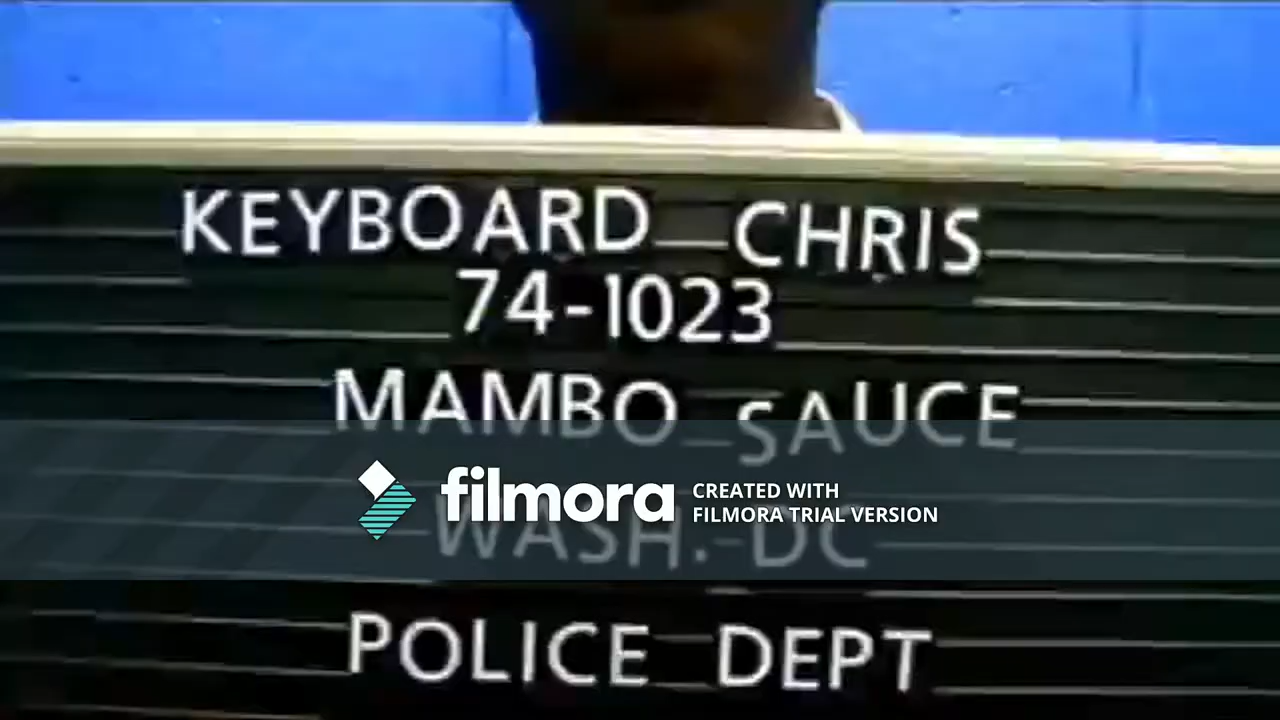 KEYBOARD CHRIS
74-1023
MAMBO SAUCE
filmora
CREATED WITH
FILMORA TRIAL VERSION
WASH. DC
POLICE DEPT